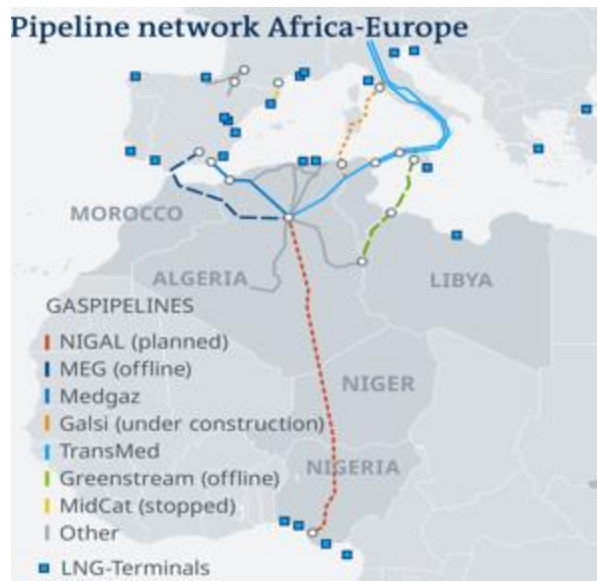 Pipeline network Africa-Europe
MOROCCO
ALGERIA
LIBYA
GASPIPELINES
NIGAL (planned)
MEG (offline)
NIGER
Medgaz
Galsi (under construction)
TransMed
NIGERIA
Greenstream (offline)
MidCat (stopped)
Other
LNG-Terminals